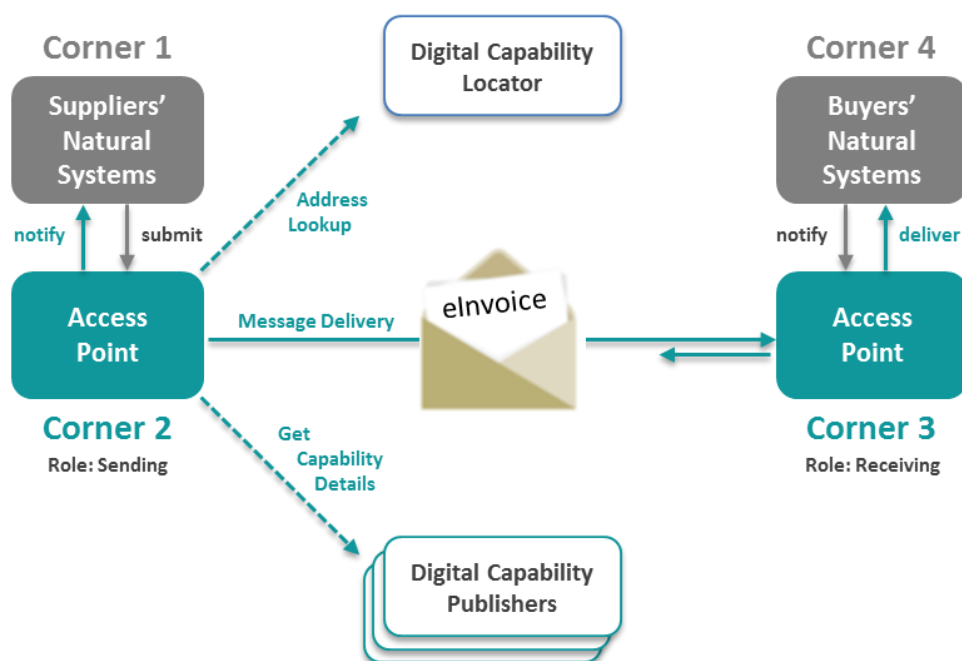 Corner 1
Suppliers'
Natural
Systems
notify
submit
Access
Point
Corner 2
Role: Sending
Digital Capability
Locator
Address
Lookup
Message Delivery
eInvoice
Get
Capability
Details
Digital Capability
Publishers
Corner 4
Buyers'
Natural
Systems
notify
deliver
Access
Point
Corner 3
Role: Receiving